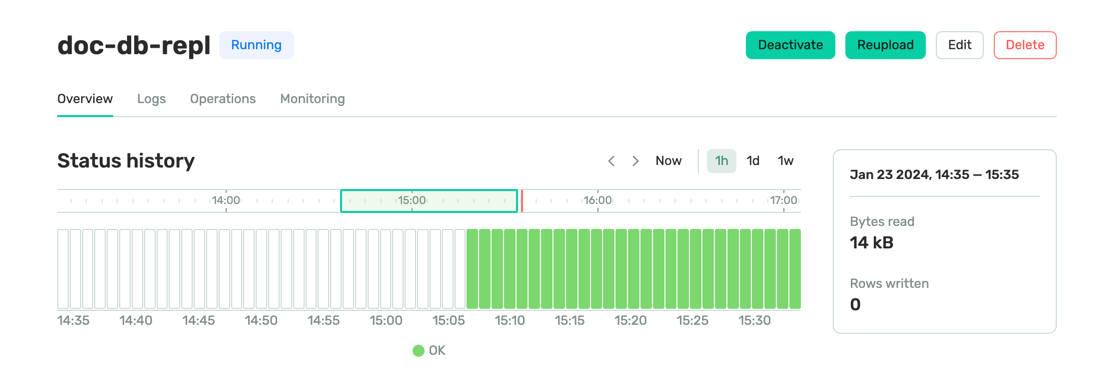 doc-db-repl Running Deactivate Reupload Edit Delete
Overview Logs Operations Monitoring
Status history Now 1h 1d 1w
14:00 15:00 16:00 17:00
14:35 14:40 14:45 14:50 14:55 15:00 15:05 15:10 15:15 15:20 15:25 15:30
OK
Jan 23 2024, 14:35 — 15:35
Bytes read
14 kB
Rows written
0